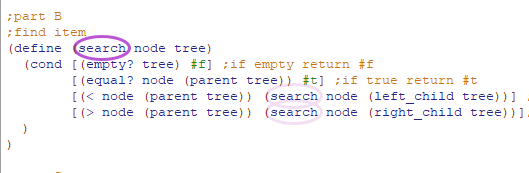 ;part B
;find item
(define (search node tree)
(cond [(empty? tree) #f] ;if empty return #f
[(equal? node (parent tree)) #t] ;if true return #t
[(< node (parent tree)) (search node (left_child tree))]
[(> node (parent tree)) (search node (right_child tree))]
)
)